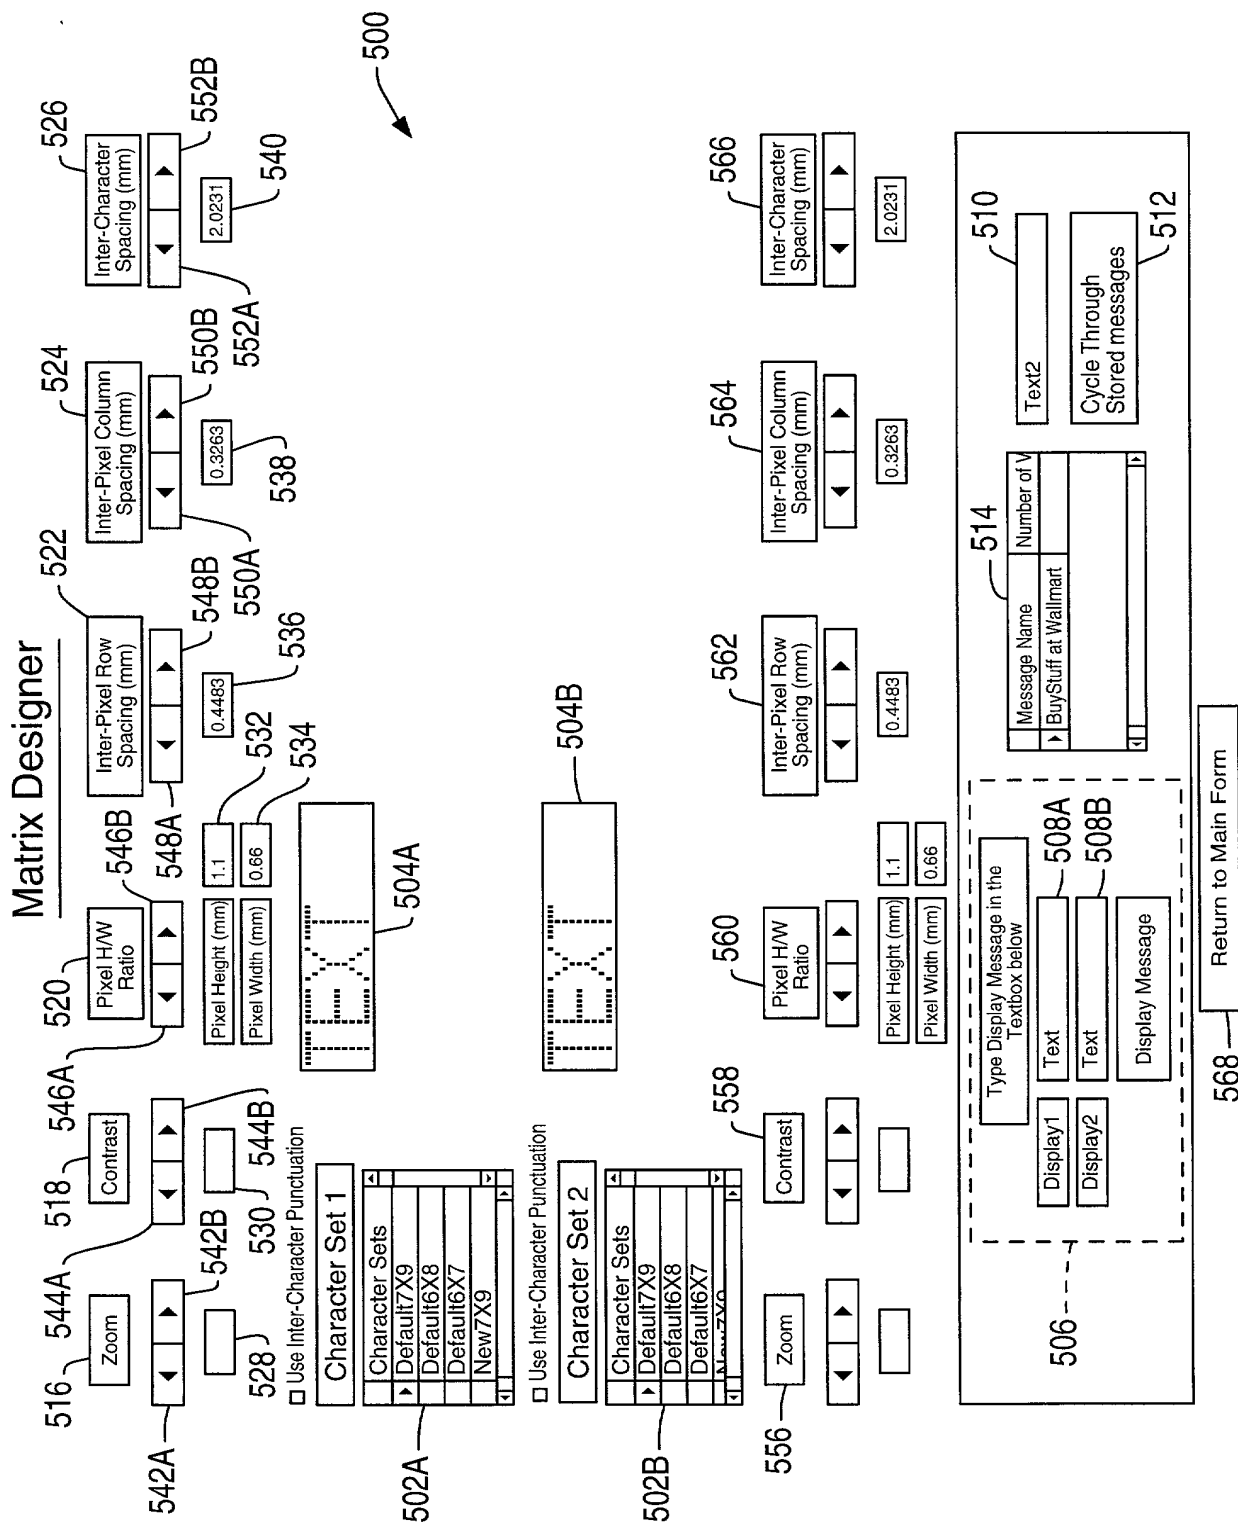 Matrix Designer
516
518
520
522
524
526
Zoom
Contrast
Pixel H/W
Ratio
Inter-Pixel Row
Spacing (mm)
Inter-Pixel Column
Spacing (mm)
Inter-Character
Spacing (mm)
542A
542B
544A
544B
546A
546B
548A
548B
550A
550B
552A
552B
528
530
Pixel Height (mm)
1.1
532
Pixel Width (mm)
0.66
534
0.4483
536
0.3263
538
2.0231
540
500
Use Inter-Character Punctuation
Character Set 1
Character Sets
Default7X9
Default6X8
Default6X7
New7X9
502A
TEXT
504A
Use Inter-Character Punctuation
Character Set 2
Character Sets
Default7X9
Default6X8
Default6X7
New7X9
502B
TEXT
504B
556
558
560
562
564
566
Zoom
Contrast
Pixel H/W
Ratio
Inter-Pixel Row
Spacing (mm)
Inter-Pixel Column
Spacing (mm)
Inter-Character
Spacing (mm)
Pixel Height (mm)
1.1
Pixel Width (mm)
0.66
0.4483
0.3263
2.0231
506
Type Display Message in the
Textbox below
Display1
Text
508A
Display2
Text
508B
Display Message
514
Message Name
Number of V
BuyStuff at Wallmart
Text2
510
Cycle Through
Stored messages
512
568
Return to Main Form